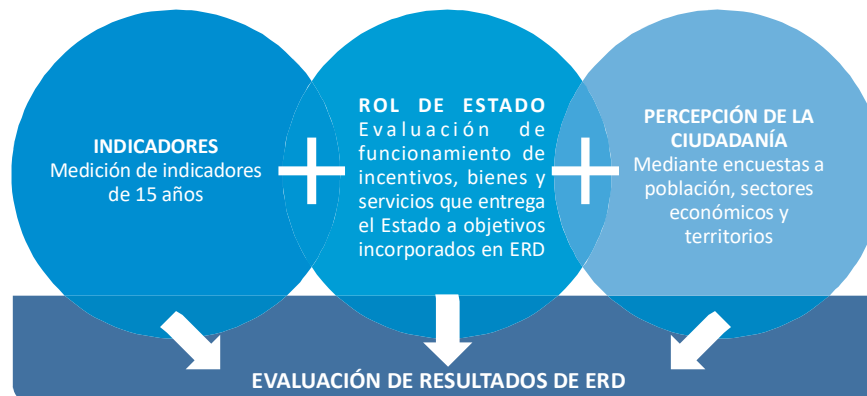 INDICADORES
Medición de indicadores
de 15 años
ROL DE ESTADO
Evaluación de
funcionamiento de
incentivos, bienes y
servicios que entrega
el Estado a objetivos
incorporados en ERD
PERCEPCIÓN DE LA
CIUDADANÍA
Mediante encuestas a
población, sectores
económicos y
territorios
EVALUACIÓN DE RESULTADOS DE ERD